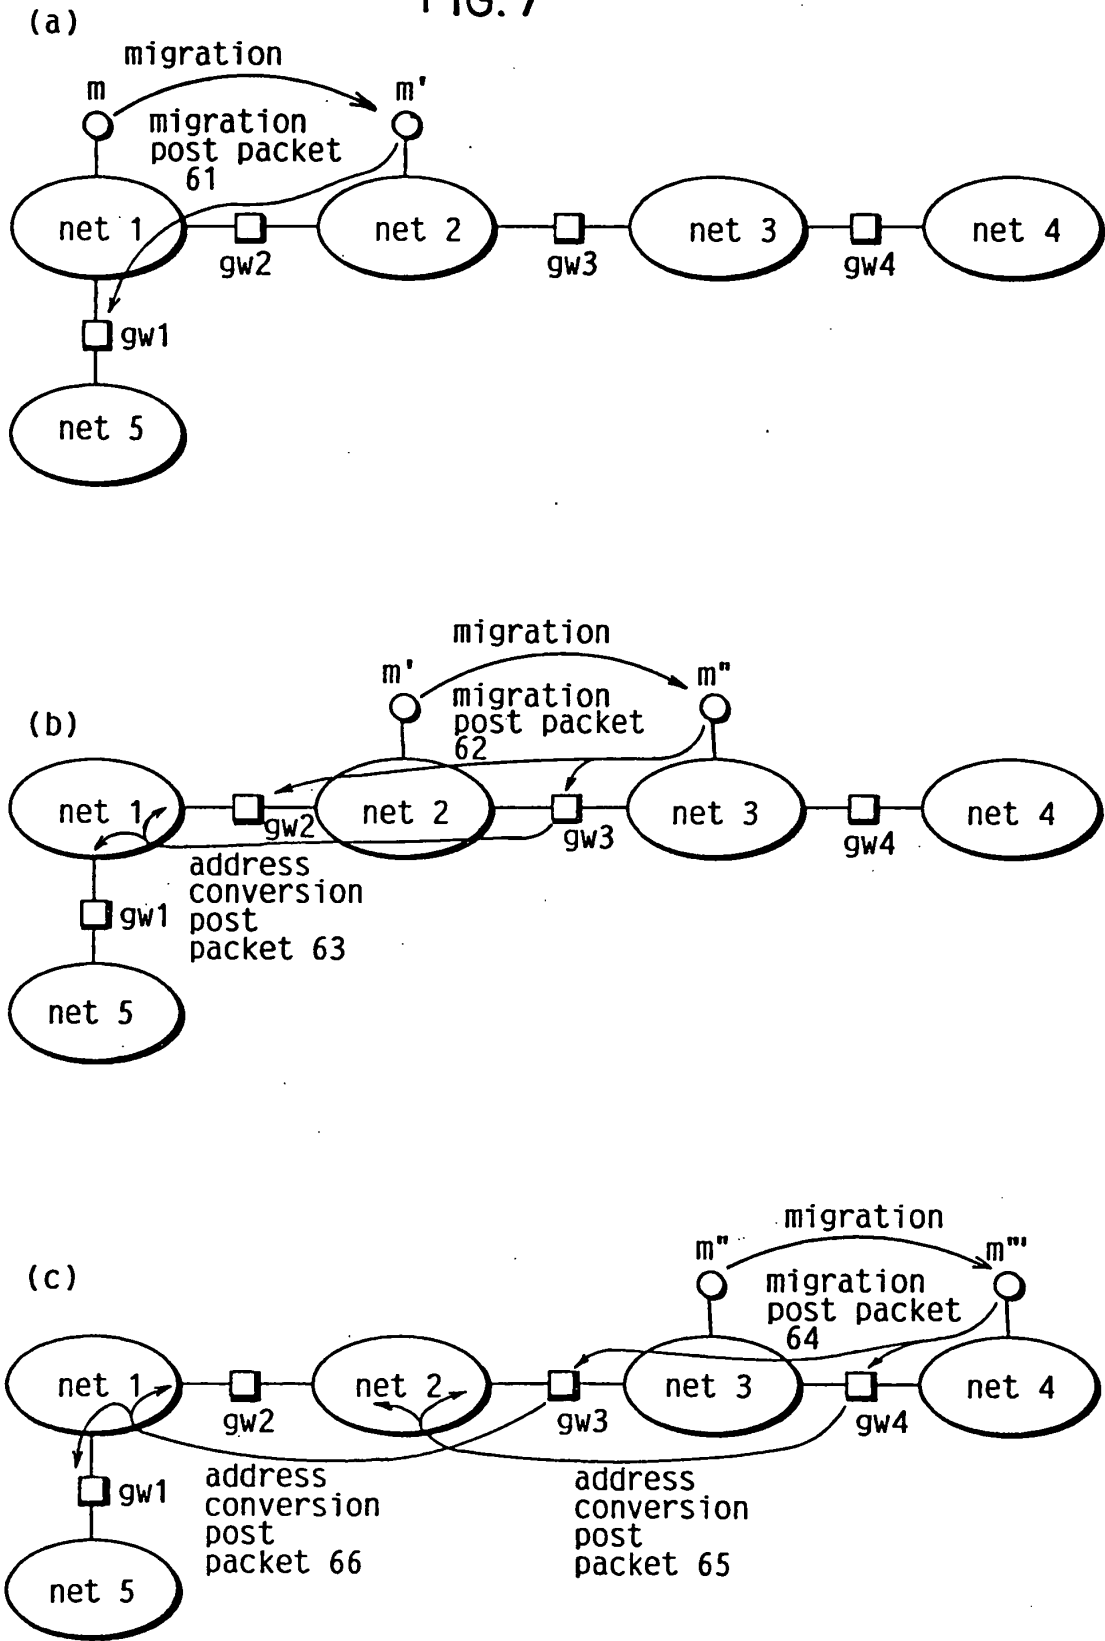 FIG. 7
(a)
migration
m
m'
migration
post packet
61
net 1
net 2
net 3
net 4
gw2
gw3
gw4
gw1
net 5
migration
m'
m"
(b)
migration
post packet
62
net 1
net 2
net 3
net 4
gw2
gw3
gw4
address
conversion
post
packet 63
gw1
net 5
migration
m"
m"'
(c)
migration
post packet
64
net 1
net 2
net 3
net 4
gw2
gw3
gw4
gw1
address
conversion
post
packet 66
address
conversion
post
packet 65
net 5